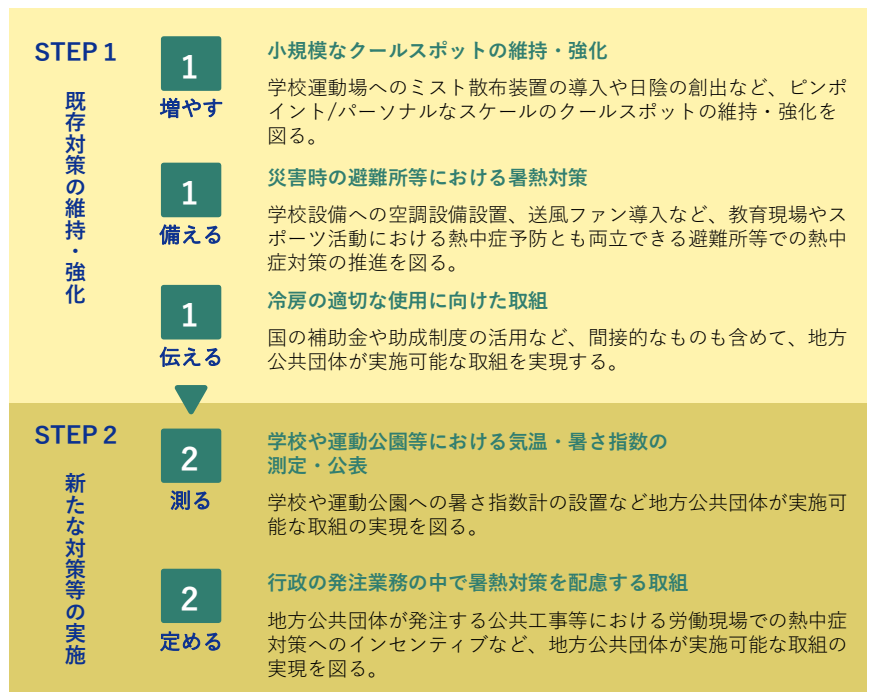 STEP 1
既存対策の維持・強化
1
増やす
小規模なクールスポットの維持・強化
学校運動場へのミスト散布装置の導入や日陰の創出など、ピンポ
イント/パーソナルなスケールのクールスポットの維持・強化を
図る。
1
備える
災害時の避難所等における暑熱対策
学校設備への空調設備設置、送風ファン導入など、教育現場やス
ポーツ活動における熱中症予防とも両立できる避難所等での熱中
症対策の推進を図る。
1
伝える
冷房の適切な使用に向けた取組
国の補助金や助成制度の活用など、間接的なものも含めて、地方
公共団体が実施可能な取組を実現する。
STEP 2
新たな対策等の実施
2
測る
学校や運動公園等における気温・暑さ指数の
測定・公表
学校や運動公園への暑さ指数計の設置など地方公共団体が実施可
能な取組の実現を図る。
2
定める
行政の発注業務の中で暑熱対策を配慮する取組
地方公共団体が発注する公共工事等における労働現場での熱中症
対策へのインセンティブなど、地方公共団体が実施可能な取組の
実現を図る。